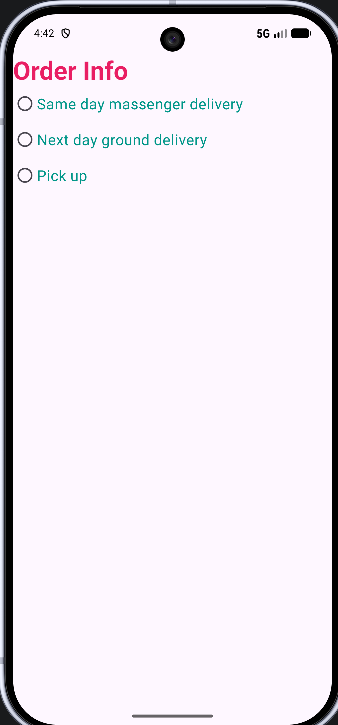 4:42
5G
Order Info
Same day massenger delivery
Next day ground delivery
Pick up